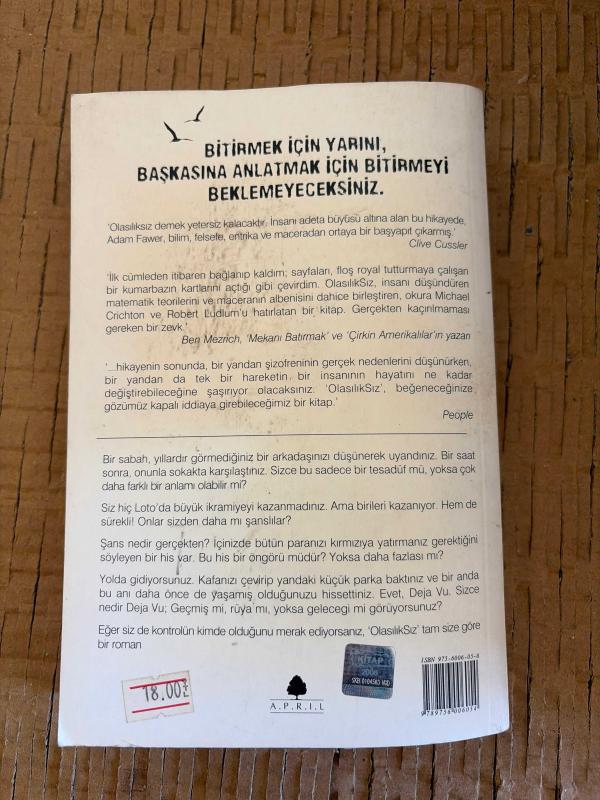 BİTİRMEK İÇİN YARINI,
BAŞKASINA ANLATMAK İÇİN BİTİRMEYİ
BEKLEMEYECEKSİNİZ.
'Olasılıksız demek yetersiz kalacaktır. İnsanı adeta büyüsü altına alan bu hikayede,
Adam Fawer, bilim, felsefe, entrika ve maceradan ortaya bir başyapıt çıkarmış.'
Clive Cussler
'İlk cümleden itibaren bağlanıp kaldım; sayfaları, floş royal tutturmaya çalışan
bir kumarbazın kartlarını açtığı gibi çevirdim. OlasılıkSız, insanı düşündüren
matematik teorilerini ve maceranın albenisini dahice birleştiren, okura Michael
Crichton ve Robert Ludlum'u hatırlatan bir kitap. Gerçekten kaçırılmaması
gereken bir zevk.'
Ben Mezrich, 'Mekanı Batırmak' ve 'Çirkin Amerikalılar'ın yazarı
'...hikayenin sonunda, bir yandan şizofreninin gerçek nedenlerini düşünürken,
bir yandan da tek bir hareketin bir insanının hayatını ne kadar
değiştirebileceğine şaşırıyor olacaksınız. 'OlasılıkSız', beğeneceğinize
gözümüz kapalı iddiaya girebileceğimiz bir kitap.'
People
Bir sabah, yıllardır görmediğiniz bir arkadaşınızı düşünerek uyandınız. Bir saat
sonra, onunla sokakta karşılaştınız. Sizce bu sadece bir tesadüf mü, yoksa çok
daha farklı bir anlamı olabilir mi?
Siz hiç Loto'da büyük ikramiyeyi kazanmadınız. Ama birileri kazanıyor. Hem de
sürekli! Onlar sizden daha mı şanslılar?
Şans nedir gerçekten? İçinizde bütün paranızı kırmızıya yatırmanız gerektiğini
söyleyen bir his var. Bu his bir öngörü müdür? Yoksa daha fazlası mı?
Yolda gidiyorsunuz. Kafanızı çevirip yandaki küçük parka baktınız ve bir anda
bu anı daha önce de yaşamış olduğunuzu hissettiniz. Evet, Deja Vu. Sizce
nedir Deja Vu; Geçmiş mi, rüya mı, yoksa gelecegi mi görüyorsunuz?
Eğer siz de kontrolün kimde olduğunu merak ediyorsanız, 'OlasılıkSız' tam size göre
bir roman
18.00₺
A.P.R.I.L
KİTAP
2008
ISBN 975-6006-05-8
9789756006054